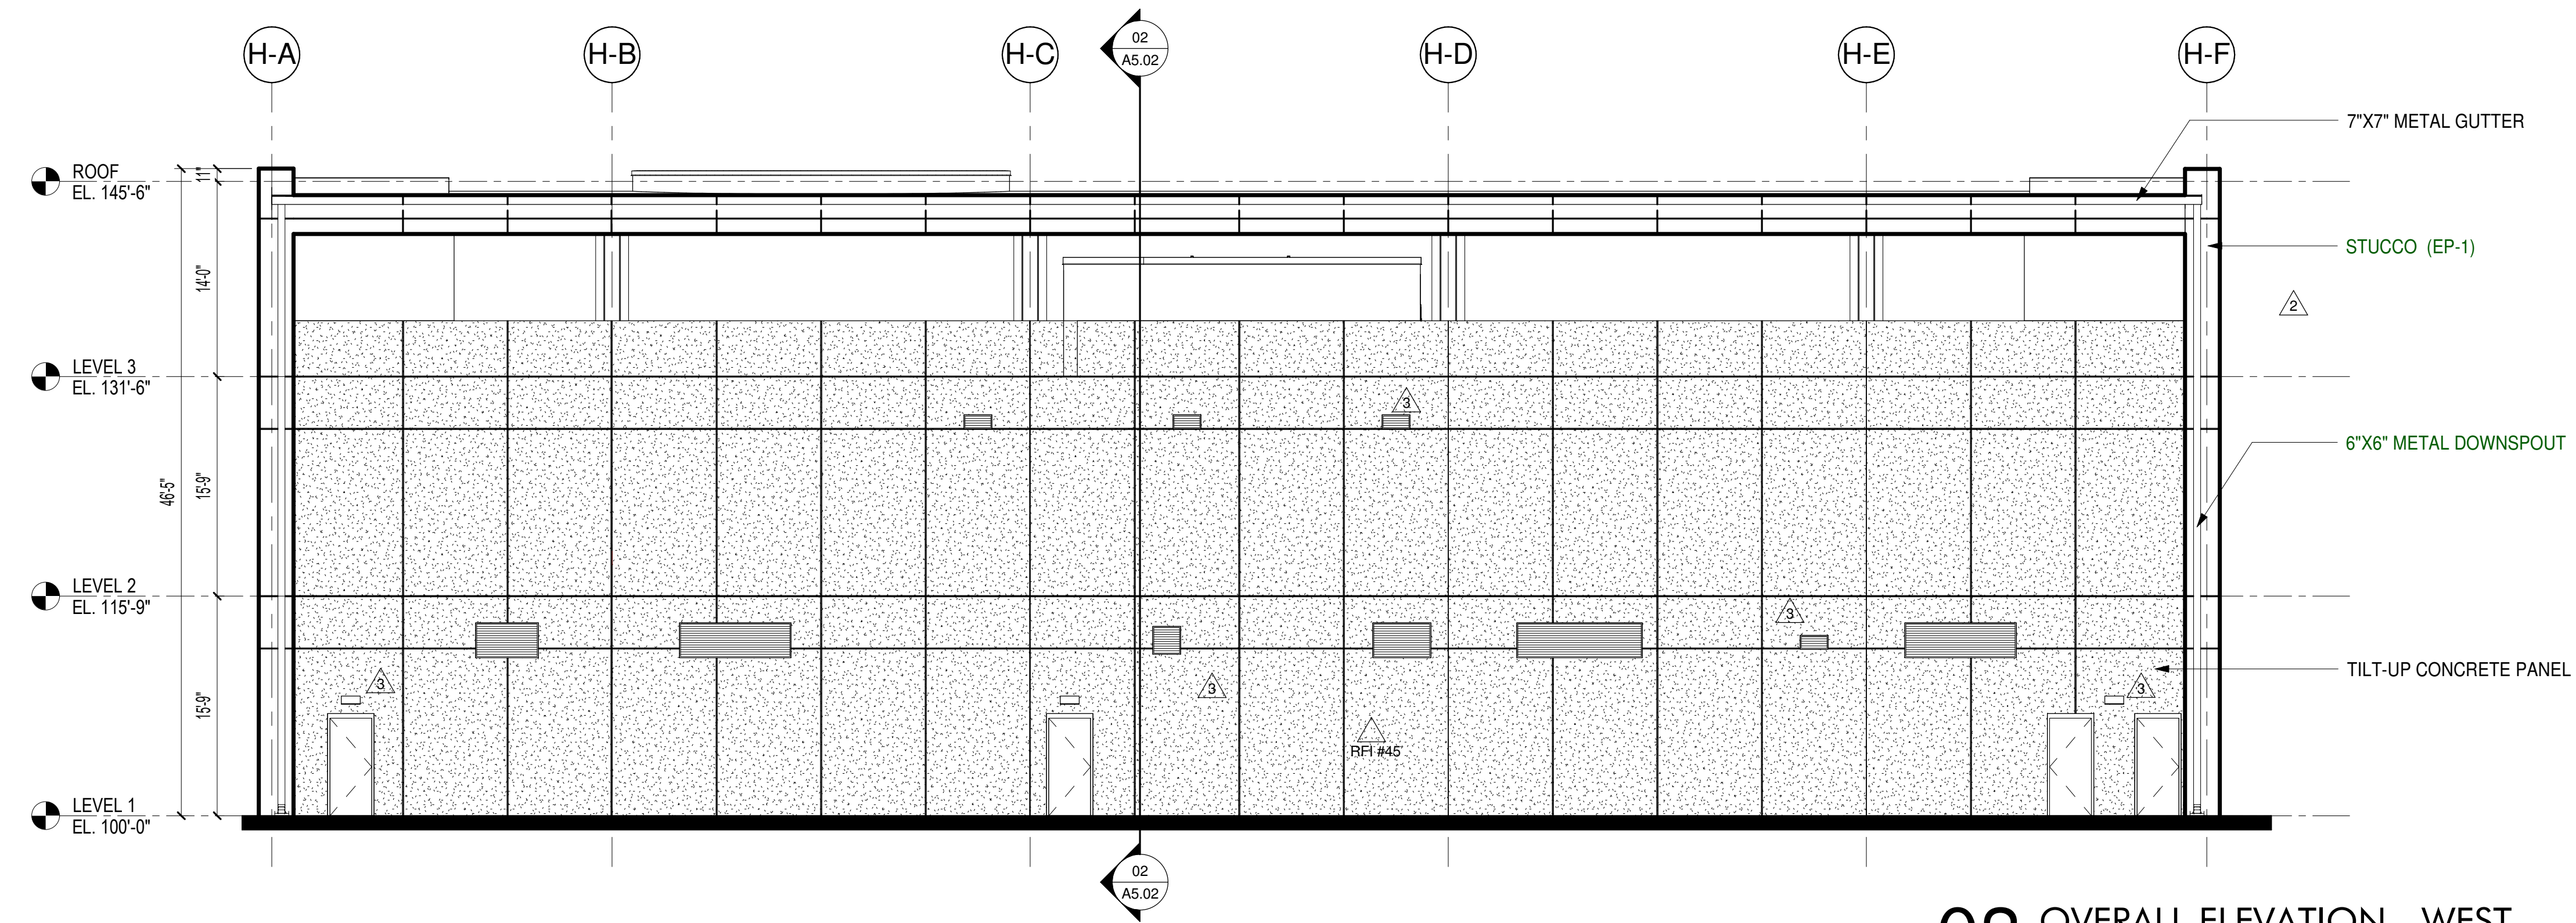 H-A
H-B
H-C
02
A5.02
H-D
H-E
H-F
7"X7" METAL GUTTER
ROOF
EL. 145'-6"
11"
STUCCO (EP-1)
14'-0"
2
LEVEL 3
EL. 131'-6"
3
6"X6" METAL DOWNSPOUT
46'-5"
15'-9"
LEVEL 2
EL. 115'-9"
3
TILT-UP CONCRETE PANEL
3
3
3
15'-9"
RFI #45
LEVEL 1
EL. 100'-0"
02
A5.02
OVERALL ELEVATION - WEST